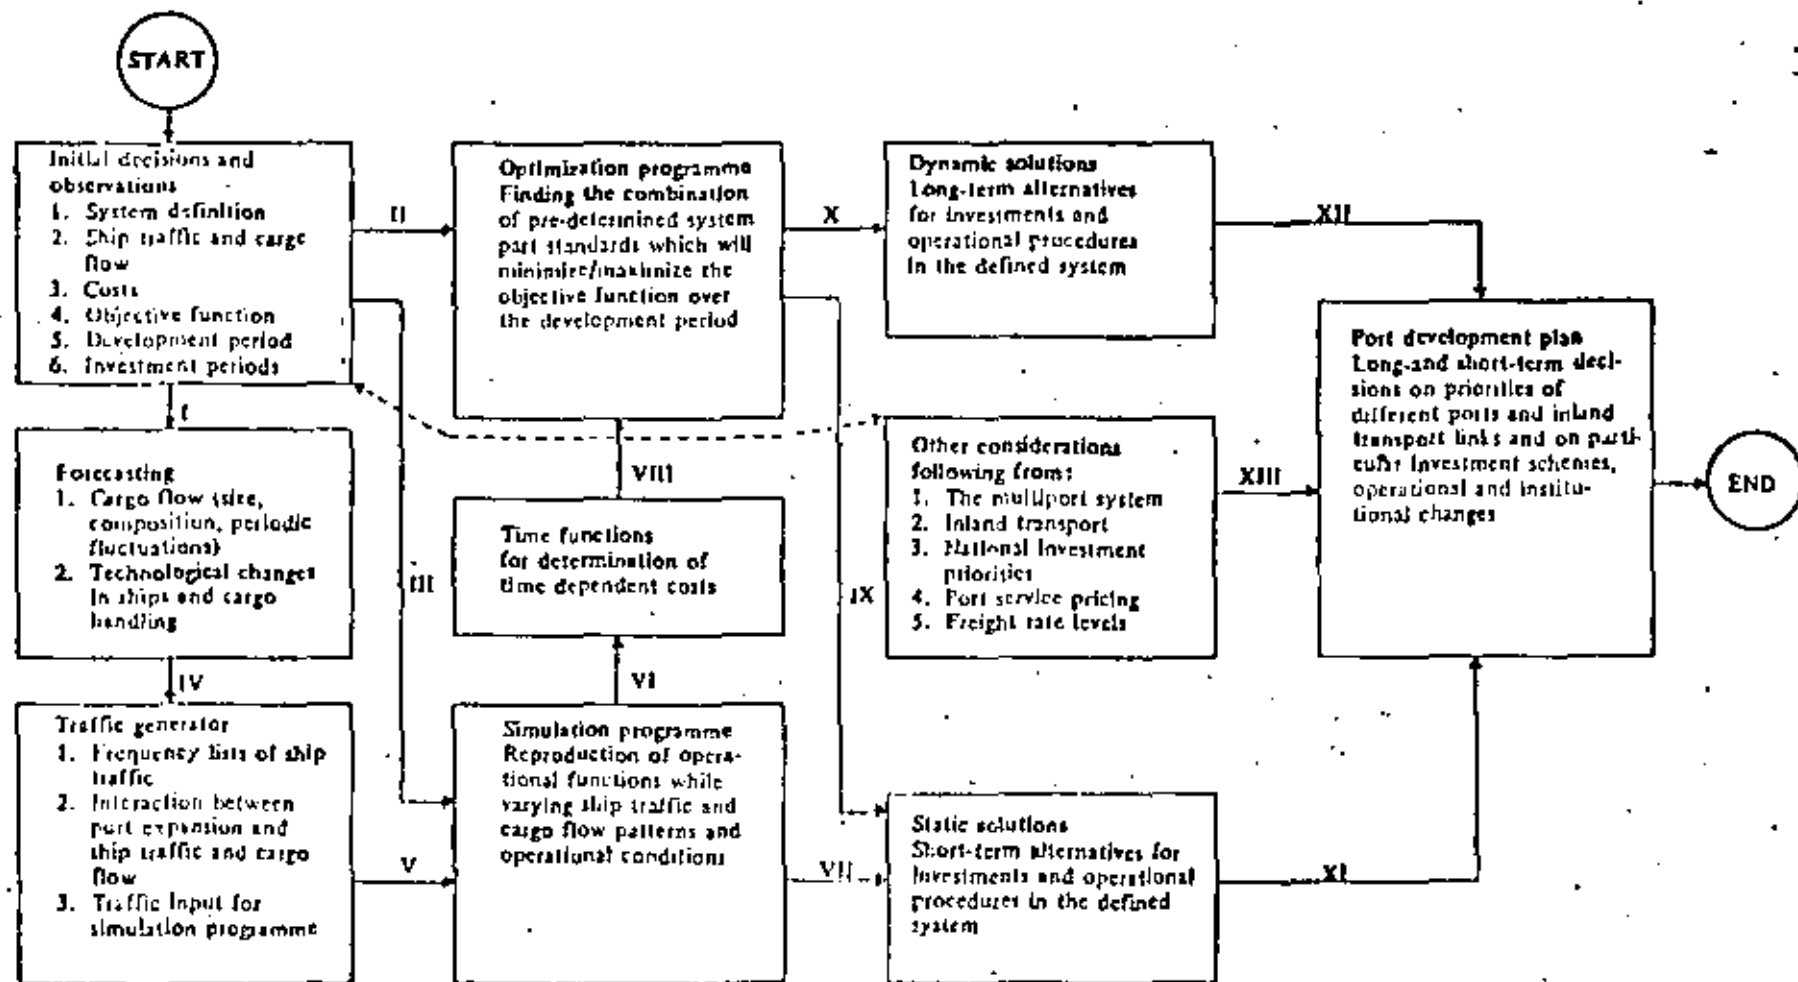 START
Initial decisions and
observations
1. System definition
2. Ship traffic and cargo
flow
3. Costs
4. Objective function
5. Development period
6. Investment periods
I
Forecasting
1. Cargo flow (size,
composition, periodic
fluctuations)
2. Technological changes
in ships and cargo
handling
IV
Traffic generator
1. Frequency lists of ship
traffic
2. Interaction between
port expansion and
ship traffic and cargo
flow
3. Traffic input for
simulation programme
II
III
V
Optimization programme
Finding the combination
of pre-determined system
part standards which will
minimize/maximize the
objective function over
the development period
VIII
Time functions
for determination of
time dependent costs
VI
Simulation programme
Reproduction of opera-
tional functions while
varying ship traffic and
cargo flow patterns and
operational conditions
X
IX
VII
Dynamic solutions
Long-term alternatives
for investments and
operational procedures
in the defined system
Other considerations
following from:
1. The multiport system
2. Inland transport
3. National investment
priorities
4. Port service pricing
5. Freight rate levels
Static solutions
Short-term alternatives for
investments and operational
procedures in the defined
system
XII
XIII
XI
Port development plan
Long-and short-term deci-
sions on priorities of
different ports and inland
transport links and on parti-
cular investment schemes,
operational and institu-
tional changes
END